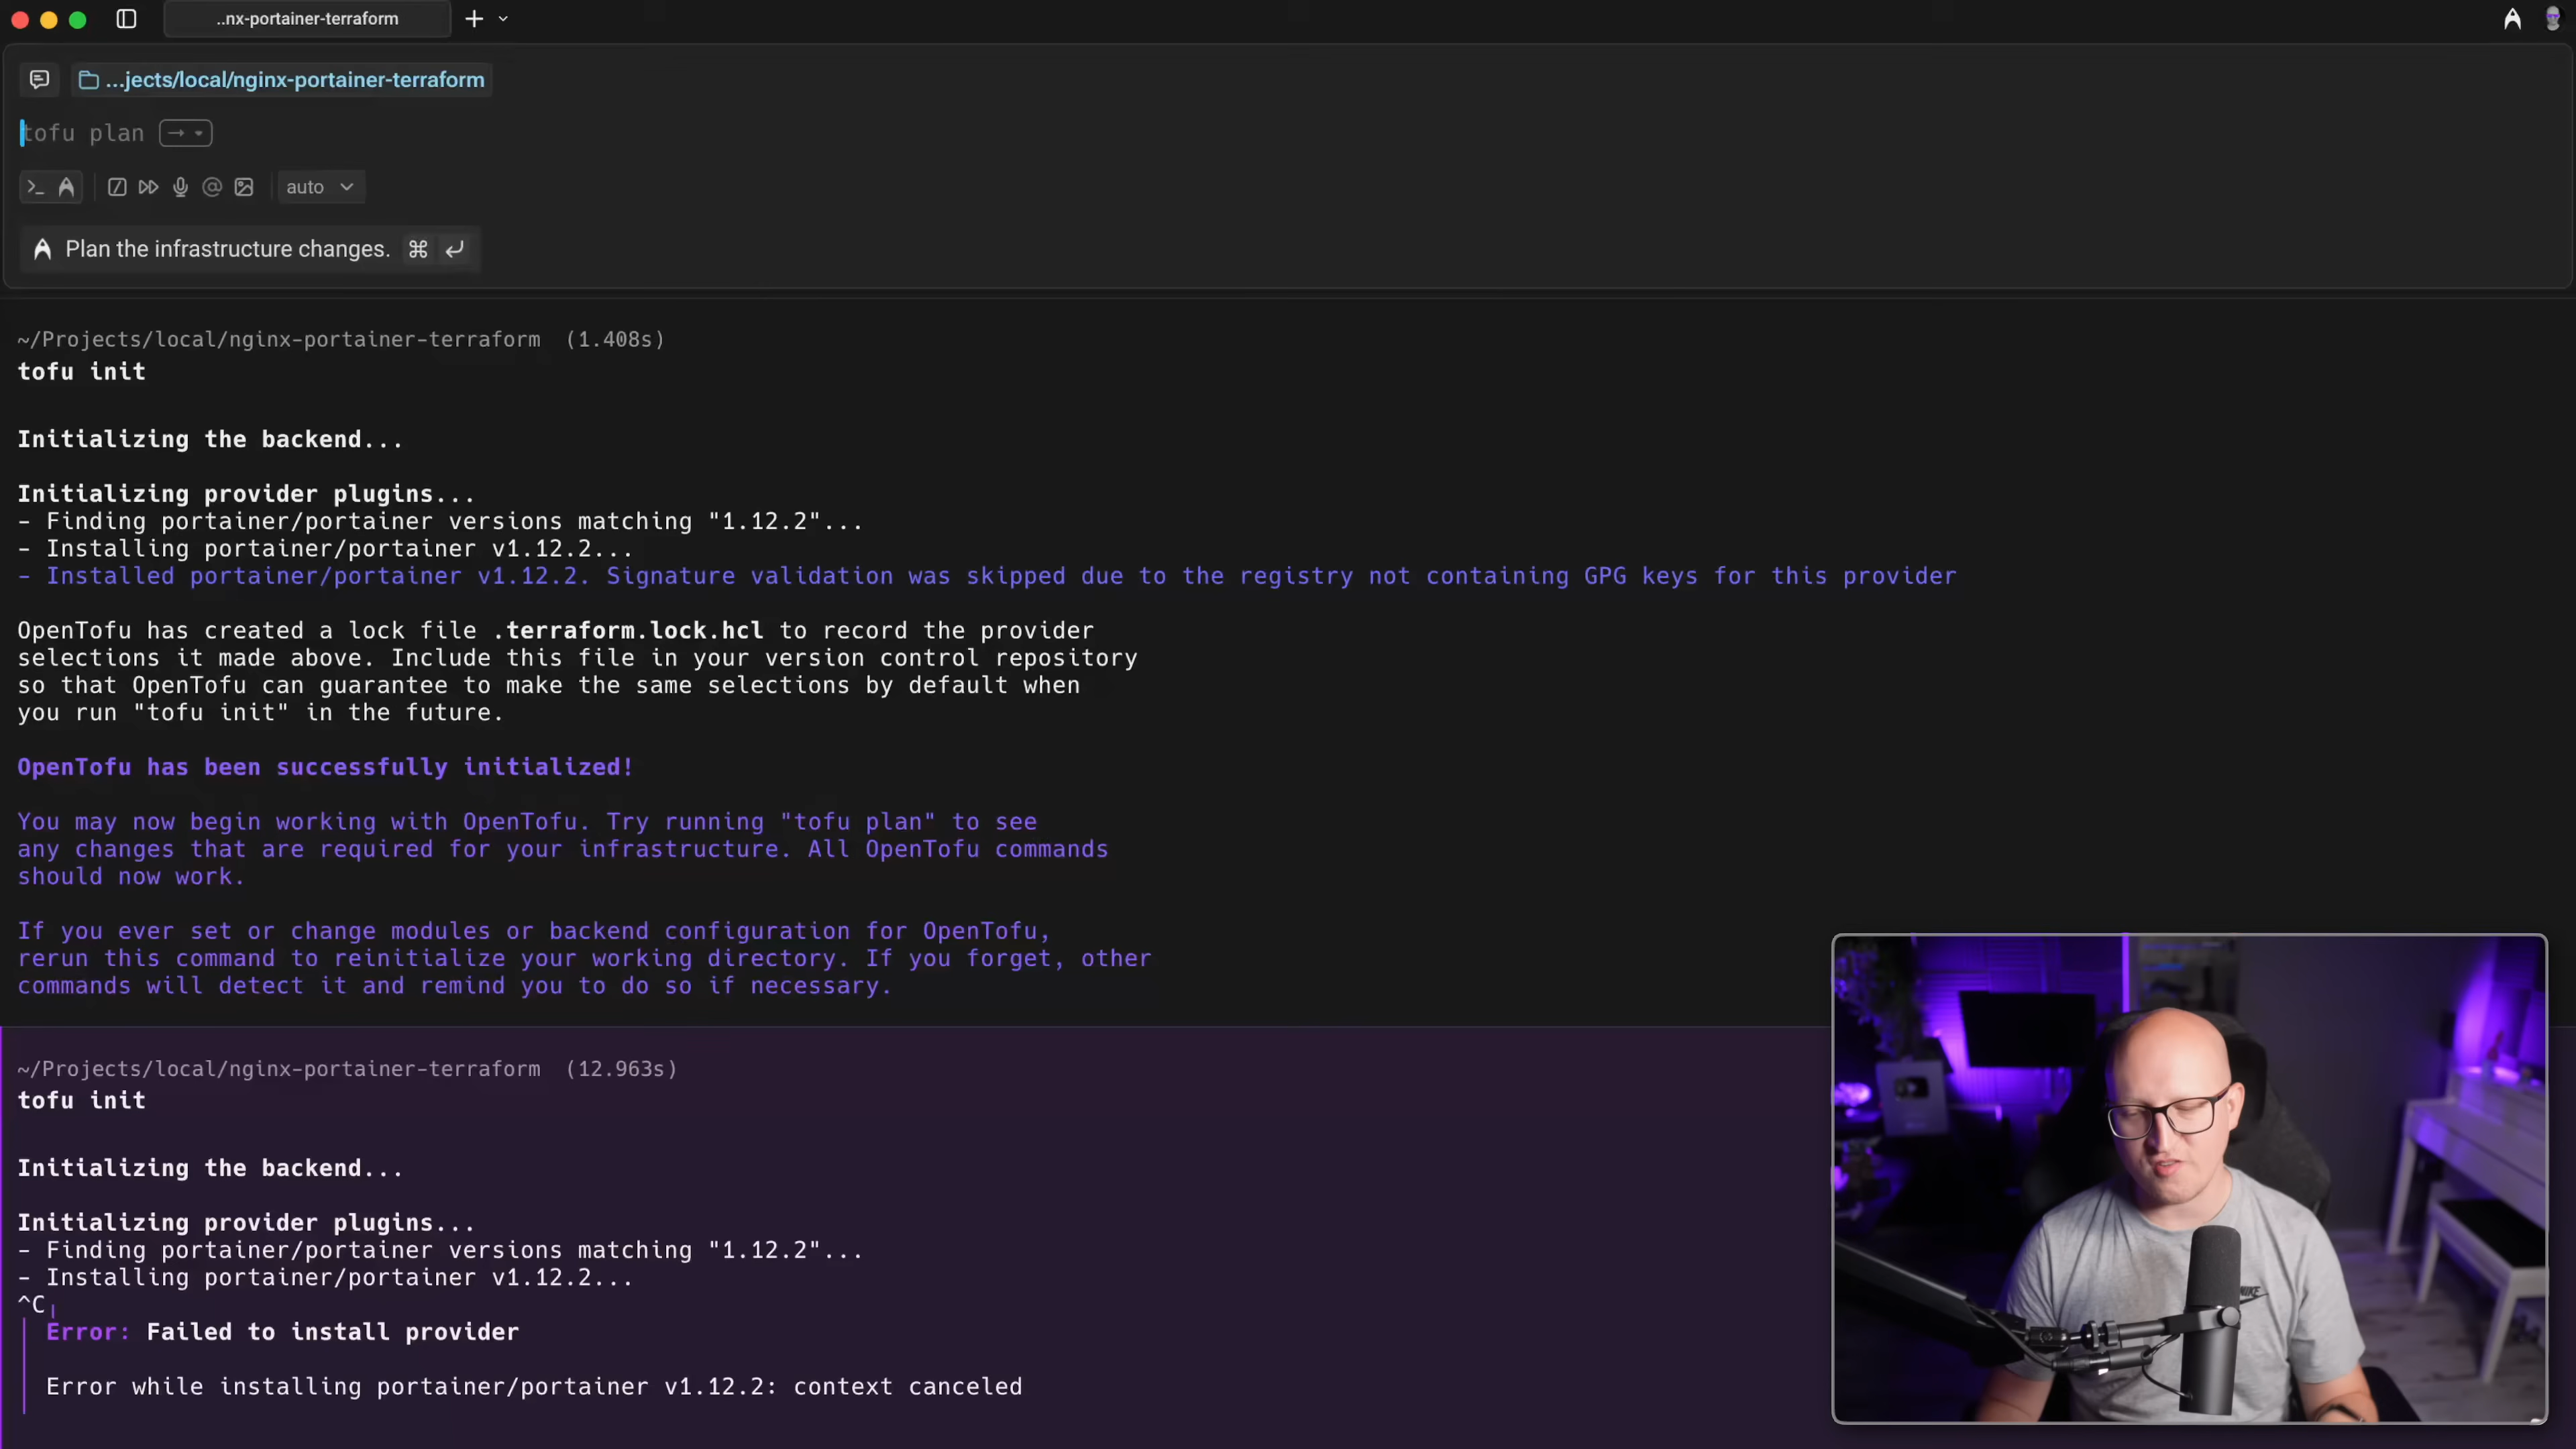 ..nx-portainer-terraform
...jects/local/nginx-portainer-terraform
tofu plan
auto
Plan the infrastructure changes. ⌘
~/Projects/local/nginx-portainer-terraform (1.408s)
tofu init
Initializing the backend...
Initializing provider plugins...
- Finding portainer/portainer versions matching "1.12.2"...
- Installing portainer/portainer v1.12.2...
- Installed portainer/portainer v1.12.2. Signature validation was skipped due to the registry not containing GPG keys for this provider
OpenTofu has created a lock file .terraform.lock.hcl to record the provider
selections it made above. Include this file in your version control repository
so that OpenTofu can guarantee to make the same selections by default when
you run "tofu init" in the future.
OpenTofu has been successfully initialized!
You may now begin working with OpenTofu. Try running "tofu plan" to see
any changes that are required for your infrastructure. All OpenTofu commands
should now work.
If you ever set or change modules or backend configuration for OpenTofu,
rerun this command to reinitialize your working directory. If you forget, other
commands will detect it and remind you to do so if necessary.
~/Projects/local/nginx-portainer-terraform (12.963s)
tofu init
Initializing the backend...
Initializing provider plugins...
- Finding portainer/portainer versions matching "1.12.2"...
- Installing portainer/portainer v1.12.2...
^C
Error: Failed to install provider
Error while installing portainer/portainer v1.12.2: context canceled
NIKE